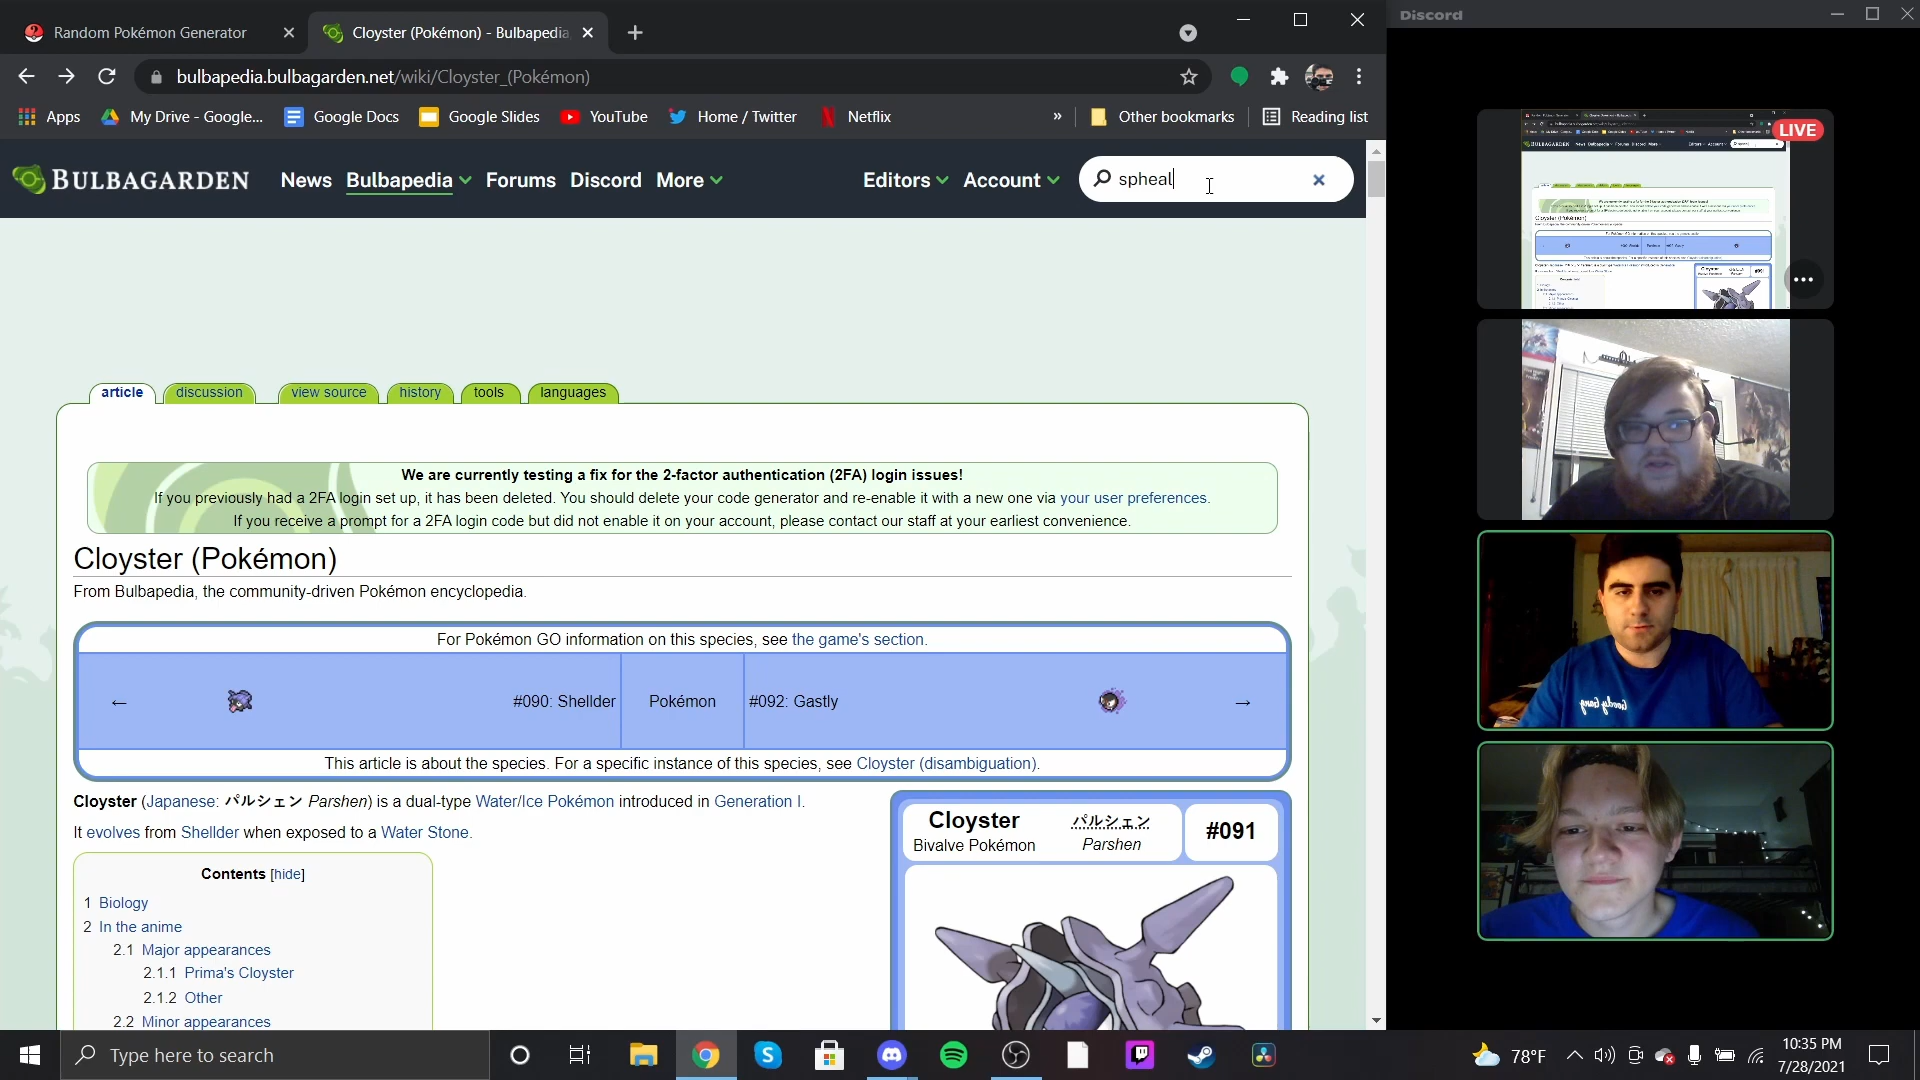 Random Pokémon Generator
Cloyster (Pokémon) - Bulbapedia,
Discord
bulbapedia.bulbagarden.net/wiki/Cloyster_(Pokémon)
Apps My Drive - Google... Google Docs Google Slides YouTube Home / Twitter Netflix » Other bookmarks Reading list
BULBAGARDEN News Bulbapedia Forums Discord More Editors Account spheal
LIVE
article discussion view source history tools languages
We are currently testing a fix for the 2-factor authentication (2FA) login issues!
If you previously had a 2FA login set up, it has been deleted. You should delete your code generator and re-enable it with a new one via your user preferences.
If you receive a prompt for a 2FA login code but did not enable it on your account, please contact our staff at your earliest convenience.
Cloyster (Pokémon)
From Bulbapedia, the community-driven Pokémon encyclopedia.
For Pokémon GO information on this species, see the game's section.
← #090: Shellder Pokémon #092: Gastly →
This article is about the species. For a specific instance of this species, see Cloyster (disambiguation).
Cloyster (Japanese: パルシェン Parshen) is a dual-type Water/Ice Pokémon introduced in Generation I.
It evolves from Shellder when exposed to a Water Stone.
Contents [hide]
1 Biology
2 In the anime
2.1 Major appearances
2.1.1 Prima's Cloyster
2.1.2 Other
2.2 Minor appearances
Cloyster パルシェン #091
Bivalve Pokémon Parshen
Goody Gang
Type here to search
78°F
10:35 PM
7/28/2021